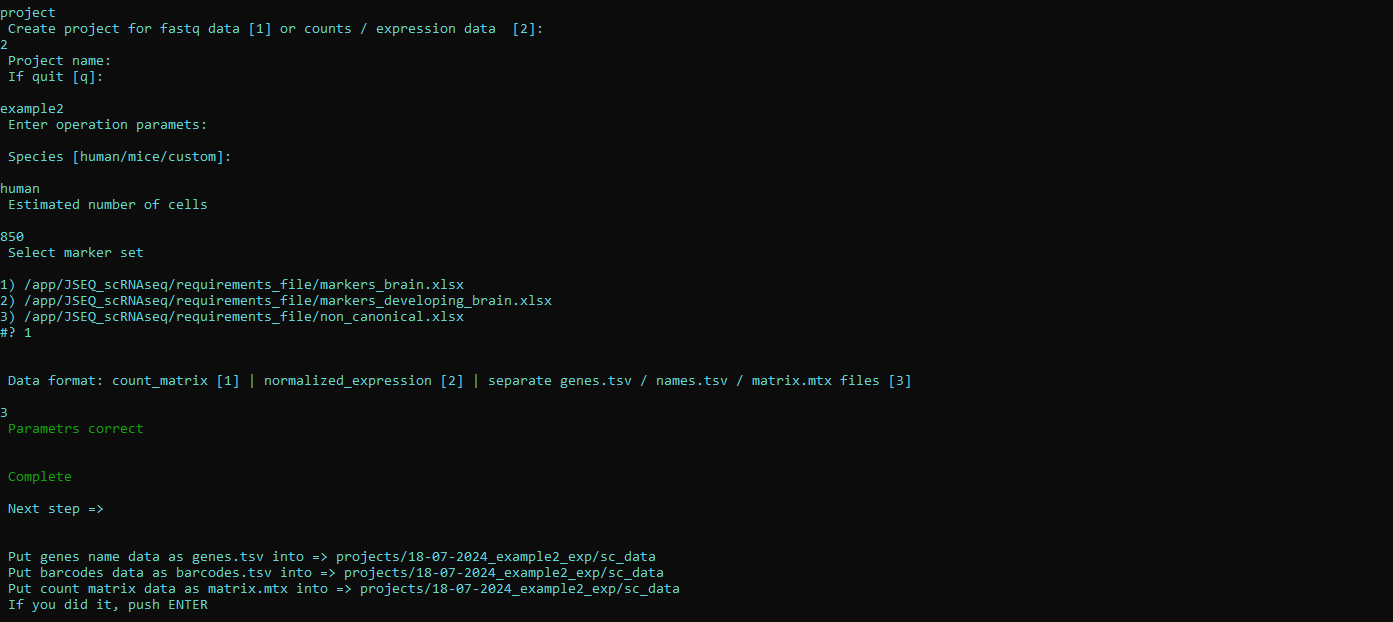 project
Create project for fastq data [1] or counts / expression data  [2]:
2
Project name:
If quit [q]:
example2
Enter operation paramets:
Species [human/mice/custom]:
human
Estimated number of cells
850
Select marker set
1) /app/JSEQ_scRNAseq/requirements_file/markers_brain.xlsx
2) /app/JSEQ_scRNAseq/requirements_file/markers_developing_brain.xlsx
3) /app/JSEQ_scRNAseq/requirements_file/non_canonical.xlsx
#? 1
Data format: count_matrix [1] | normalized_expression [2] | separate genes.tsv / names.tsv / matrix.mtx files [3]
3
Parametrs correct
Complete
Next step =>
Put genes name data as genes.tsv into => projects/18-07-2024_example2_exp/sc_data
Put barcodes data as barcodes.tsv into => projects/18-07-2024_example2_exp/sc_data
Put count matrix data as matrix.mtx into => projects/18-07-2024_example2_exp/sc_data
If you did it, push ENTER